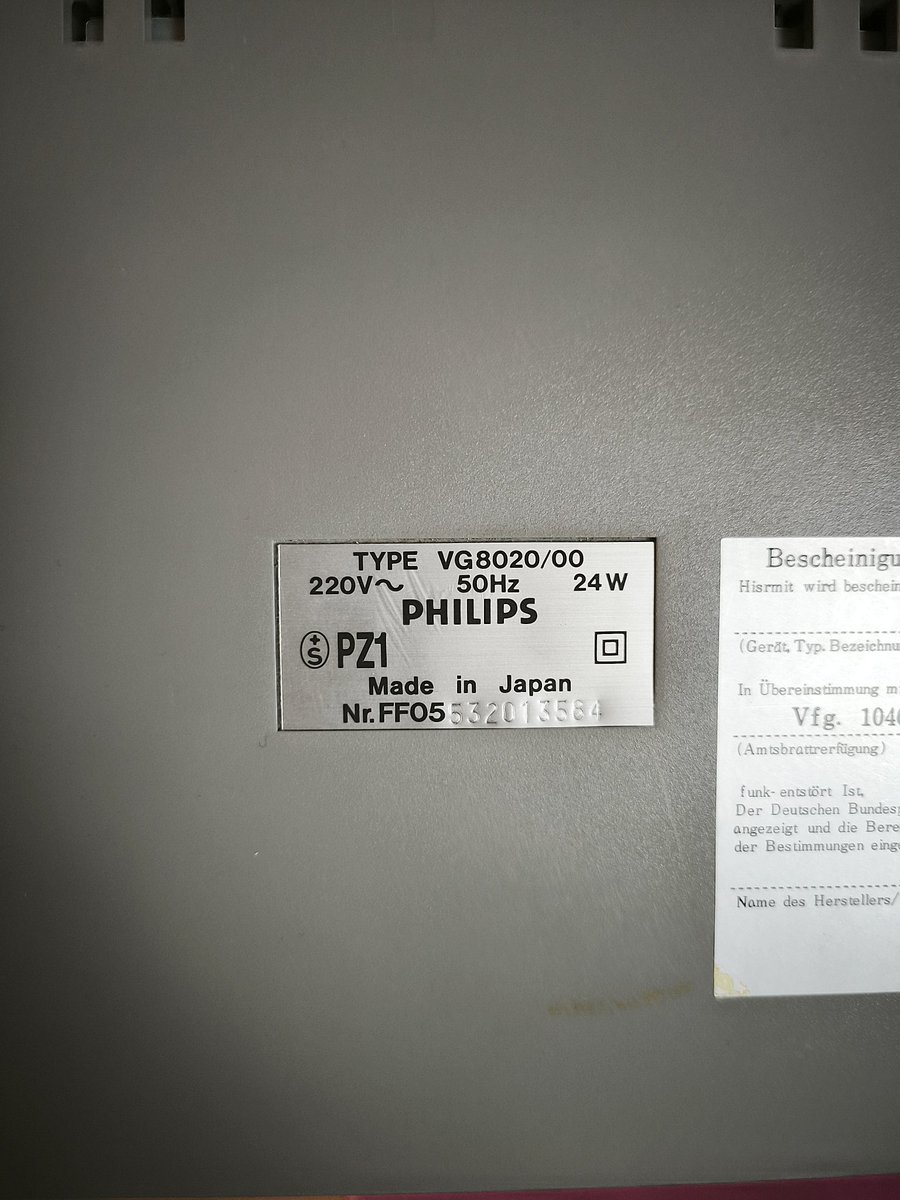 TYPE VG8020/00
220V~ 50Hz 24W
PHILIPS
+S PZ1
Made in Japan
Nr.FF05532013584
Bescheinigu
Hisrmit wird beschein
(Gerät, Typ. Bezeichnu
In Übereinstimmung m
Vfg. 1046
(Amtsbrattrerfügung)
funk-entstört Ist,
Der Deutschen Bundesp
angezeigt und die Bere
der Bestimmungen einge
Name des Herstellers/